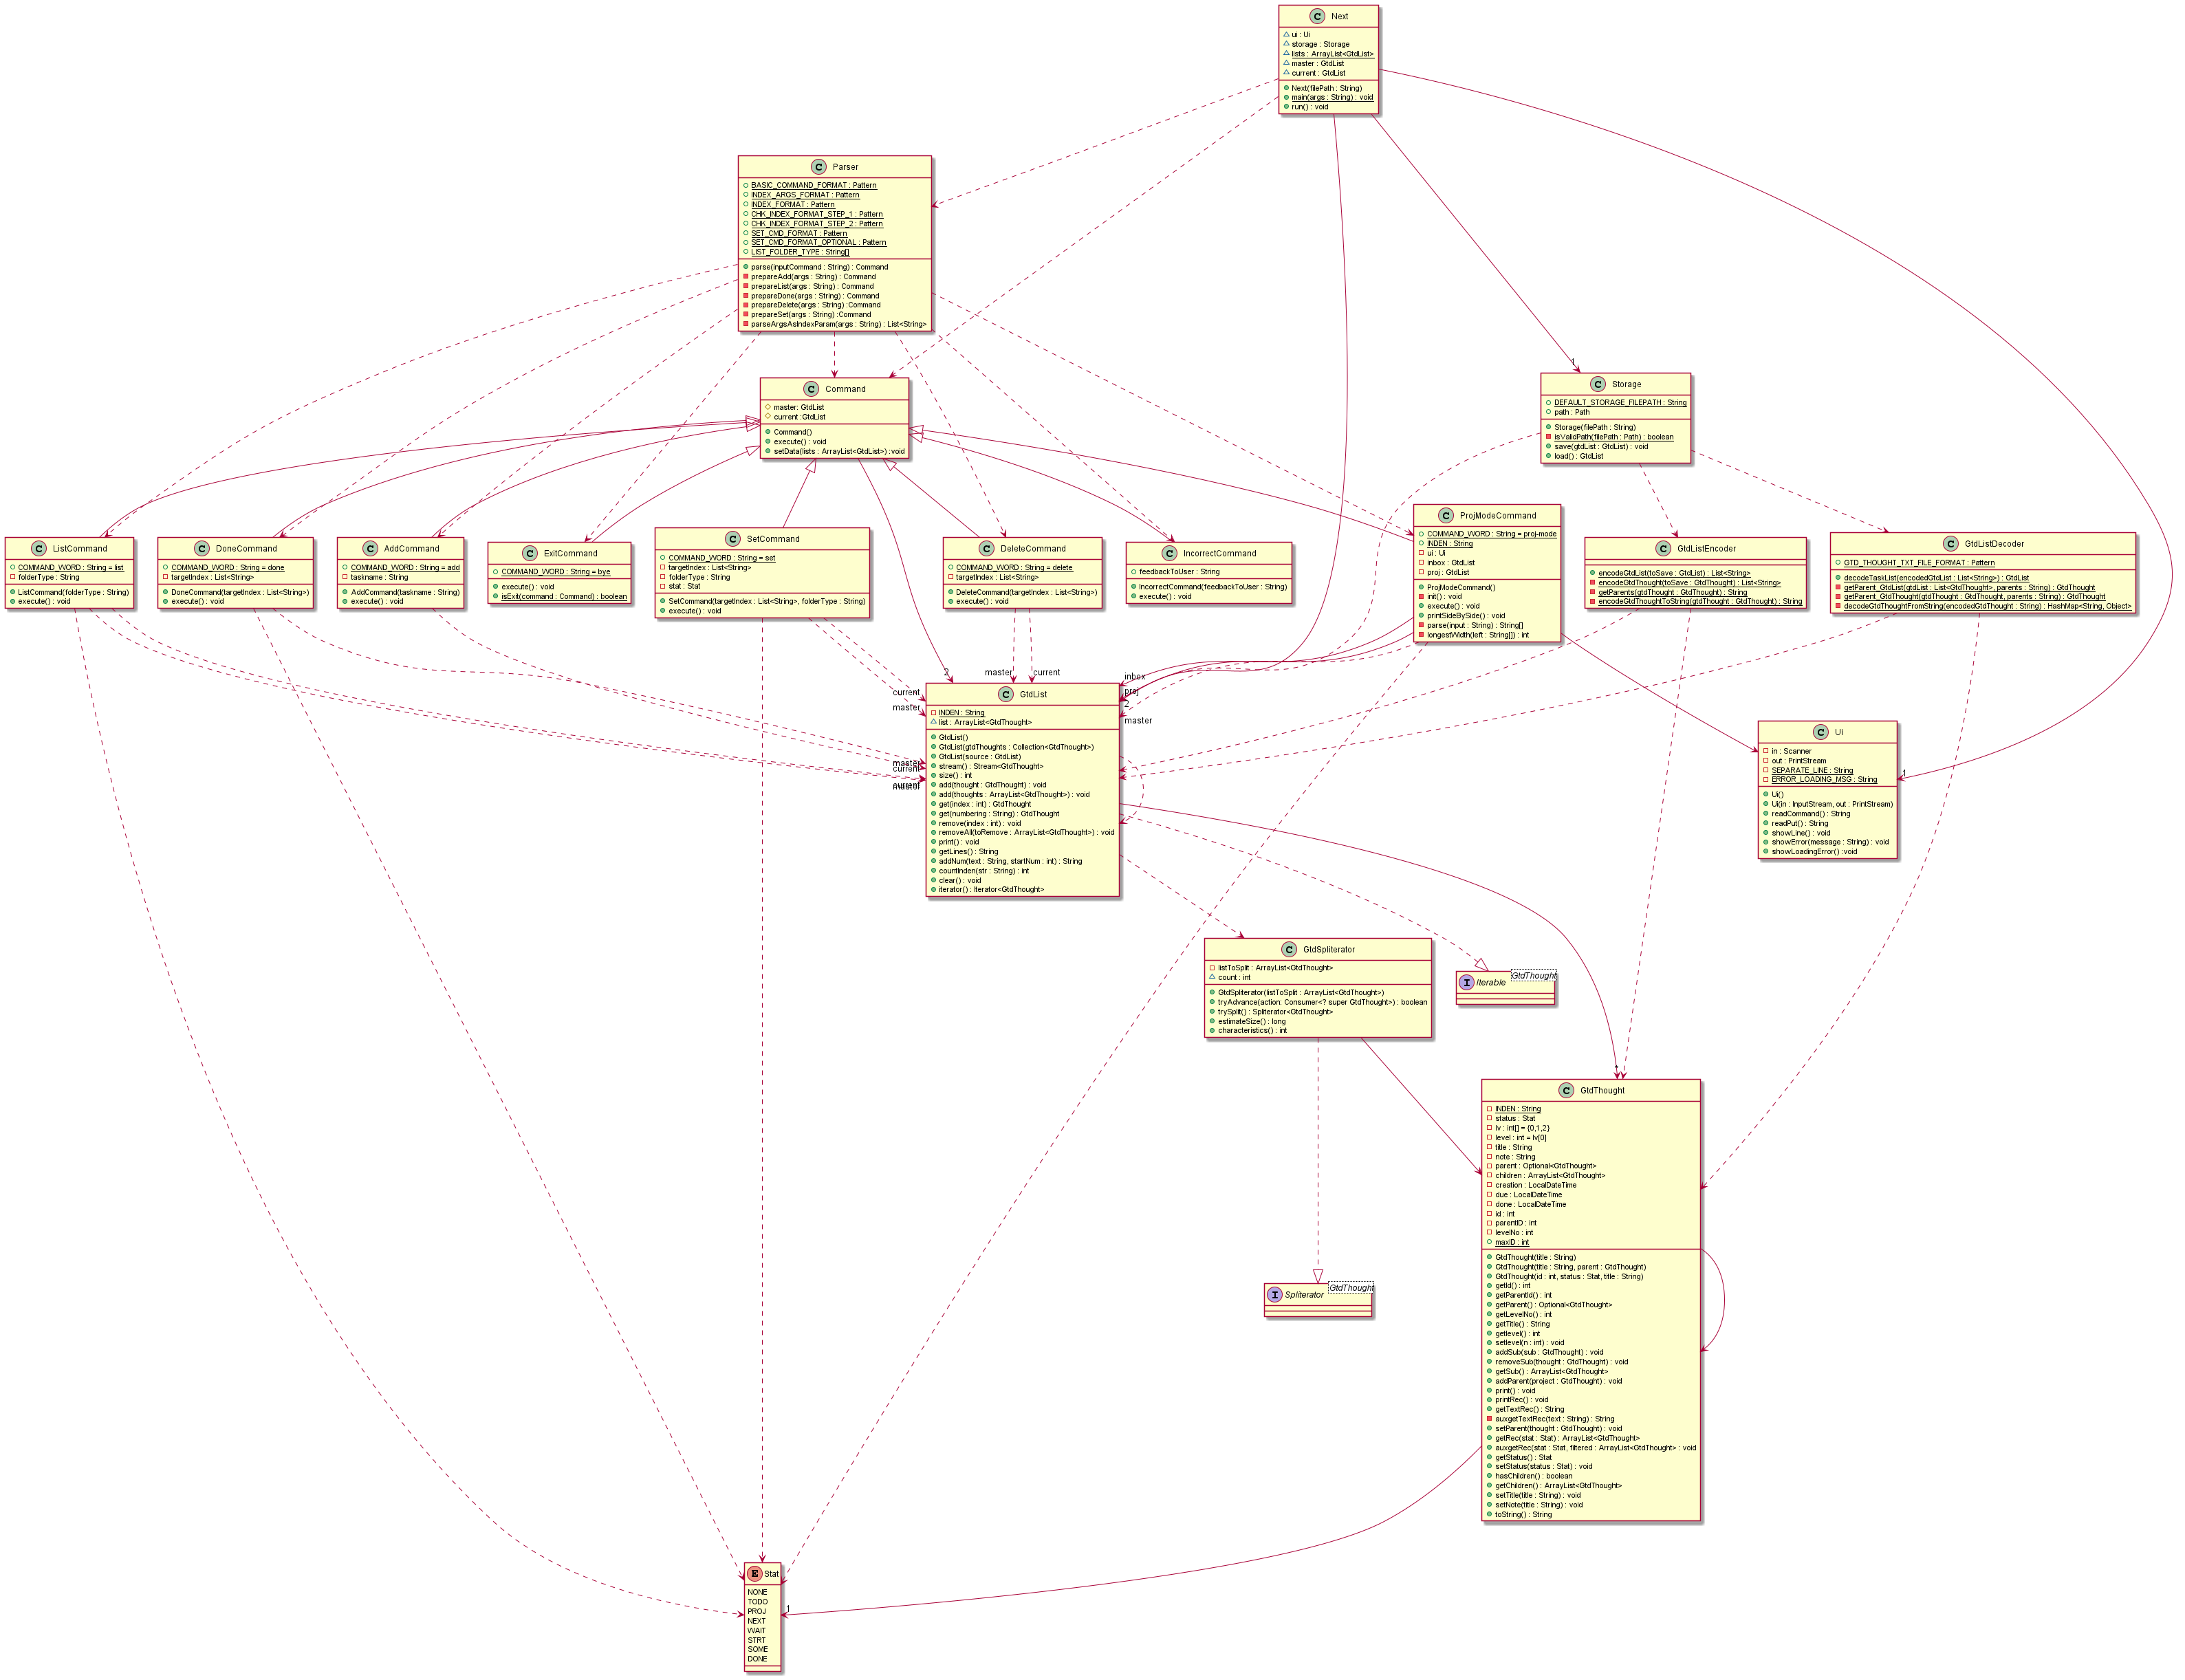 C Next
ui : Ui
storage : Storage
lists : ArrayList<GtdList>
master : GtdList
current : GtdList
Next(filePath : String)
main(args : String) : void
run() : void
C Parser
BASIC_COMMAND_FORMAT : Pattern
INDEX_ARGS_FORMAT : Pattern
INDEX_FORMAT : Pattern
CHK_INDEX_FORMAT_STEP_1 : Pattern
CHK_INDEX_FORMAT_STEP_2 : Pattern
SET_CMD_FORMAT : Pattern
SET_CMD_FORMAT_OPTIONAL : Pattern
LIST_FOLDER_TYPE : String[]
parse(inputCommand : String) : Command
prepareAdd(args : String) : Command
prepareList(args : String) : Command
prepareDone(args : String) : Command
prepareDelete(args : String) :Command
prepareSet(args : String) :Command
parseArgsAsIndexParam(args : String) : List<String>
1
C Command
master: GtdList
current :GtdList
Command()
execute() : void
setData(lists : ArrayList<GtdList>) : void
C Storage
DEFAULT_STORAGE_FILEPATH : String
path : Path
Storage(filePath : String)
isValidPath(filePath : Path) : boolean
save(gtdList : GtdList) : void
load() : GtdList
C ListCommand
COMMAND_WORD : String = list
folderType : String
ListCommand(folderType : String)
execute() : void
C DoneCommand
COMMAND_WORD : String = done
targetIndex : List<String>
DoneCommand(targetIndex : List<String>)
execute() : void
C AddCommand
COMMAND_WORD : String = add
taskname : String
AddCommand(taskname : String)
execute() : void
C ExitCommand
COMMAND_WORD : String = bye
execute() : void
isExit(command : Command) : boolean
C SetCommand
COMMAND_WORD : String = set
targetIndex : List<String>
folderType : String
stat : Stat
SetCommand(targetIndex : List<String>, folderType : String)
execute() : void
C DeleteCommand
COMMAND_WORD : String = delete
targetIndex : List<String>
DeleteCommand(targetIndex : List<String>)
execute() : void
C IncorrectCommand
feedbackToUser : String
IncorrectCommand(feedbackToUser : String)
execute() : void
C ProjModeCommand
COMMAND_WORD : String = proj-mode
INDEN : String
ui : Ui
inbox : GtdList
proj : GtdList
ProjModeCommand()
init() : void
execute() : void
printSideBySide() : void
parse(input : String) : String[]
longestWidth(left : String[]) : int
C GtdListEncoder
encodeGtdList(toSave : GtdList) : List<String>
encodeGtdThought(toSave : GtdThought) : List<String>
getParents(gtdThought : GtdThought) : String
encodeGtdThoughtToString(gtdThought : GtdThought) : String
C GtdListDecoder
GTD_THOUGHT_TXT_FILE_FORMAT : Pattern
decodeTaskList(encodedGtdList : List<String>) : GtdList
getParent_GtdList(gtdList : List<GtdThought>, parents : String) : GtdThought
getParent_GtdThought(gtdThought : GtdThought, parents : String) : GtdThought
decodeGtdThoughtFromString(encodedGtdThought : String) : HashMap<String, Object>
2
master
current
inbox
proj
2
master
current
master
master
current
current
master
C GtdList
INDEN : String
list : ArrayList<GtdThought>
GtdList()
GtdList(gtdThoughts : Collection<GtdThought>)
GtdList(source : GtdList)
stream() : Stream<GtdThought>
size() : int
add(thought : GtdThought) : void
add(thoughts : ArrayList<GtdThought>) : void
get(index : int) : GtdThought
get(numbering : String) : GtdThought
remove(index : int) : void
removeAll(toRemove : ArrayList<GtdThought>) : void
print() : void
getLines() : String
addNum(text : String, startNum : int) : String
countInden(str : String) : int
clear() : void
iterator() : Iterator<GtdThought>
C Ui
in : Scanner
out : PrintStream
SEPARATE_LINE : String
ERROR_LOADING_MSG : String
Ui()
Ui(in : InputStream, out : PrintStream)
readCommand() : String
readPut() : String
showLine() : void
showError(message : String) : void
showLoadingError() : void
1
C GtdSpliterator
listToSplit : ArrayList<GtdThought>
count : int
GtdSpliterator(listToSplit : ArrayList<GtdThought>)
tryAdvance(action: Consumer<? super GtdThought>) : boolean
trySplit() : Spliterator<GtdThought>
estimateSize() : long
characteristics() : int
I Iterable
GtdThought
*
C GtdThought
INDEN : String
status : Stat
lv : int[] = {0,1,2}
level : int = lv[0]
title : String
note : String
parent : Optional<GtdThought>
children : ArrayList<GtdThought>
creation : LocalDateTime
due : LocalDateTime
done : LocalDateTime
id : int
parentID : int
levelNo : int
maxID : int
GtdThought(title : String)
GtdThought(title : String, parent : GtdThought)
GtdThought(id : int, status : Stat, title : String)
getId() : int
getParentId() : int
getParent() : Optional<GtdThought>
getLevelNo() : int
getTitle() : String
getlevel() : int
setlevel(n : int) : void
addSub(sub : GtdThought) : void
removeSub(thought : GtdThought) : void
getSub() : ArrayList<GtdThought>
addParent(project : GtdThought) : void
print() : void
printRec() : void
getTextRec() : String
auxgetTextRec(text : String) : String
setParent(thought : GtdThought) : void
getRec(stat : Stat) : ArrayList<GtdThought>
auxgetRec(stat : Stat, filtered : ArrayList<GtdThought> : void
getStatus() : Stat
setStatus(status : Stat) : void
hasChildren() : boolean
getChildren() : ArrayList<GtdThought>
setTitle(title : String) : void
setNote(title : String) : void
toString() : String
I Spliterator
GtdThought
E Stat
NONE
TODO
PROJ
NEXT
WAIT
STRT
SOME
DONE
1